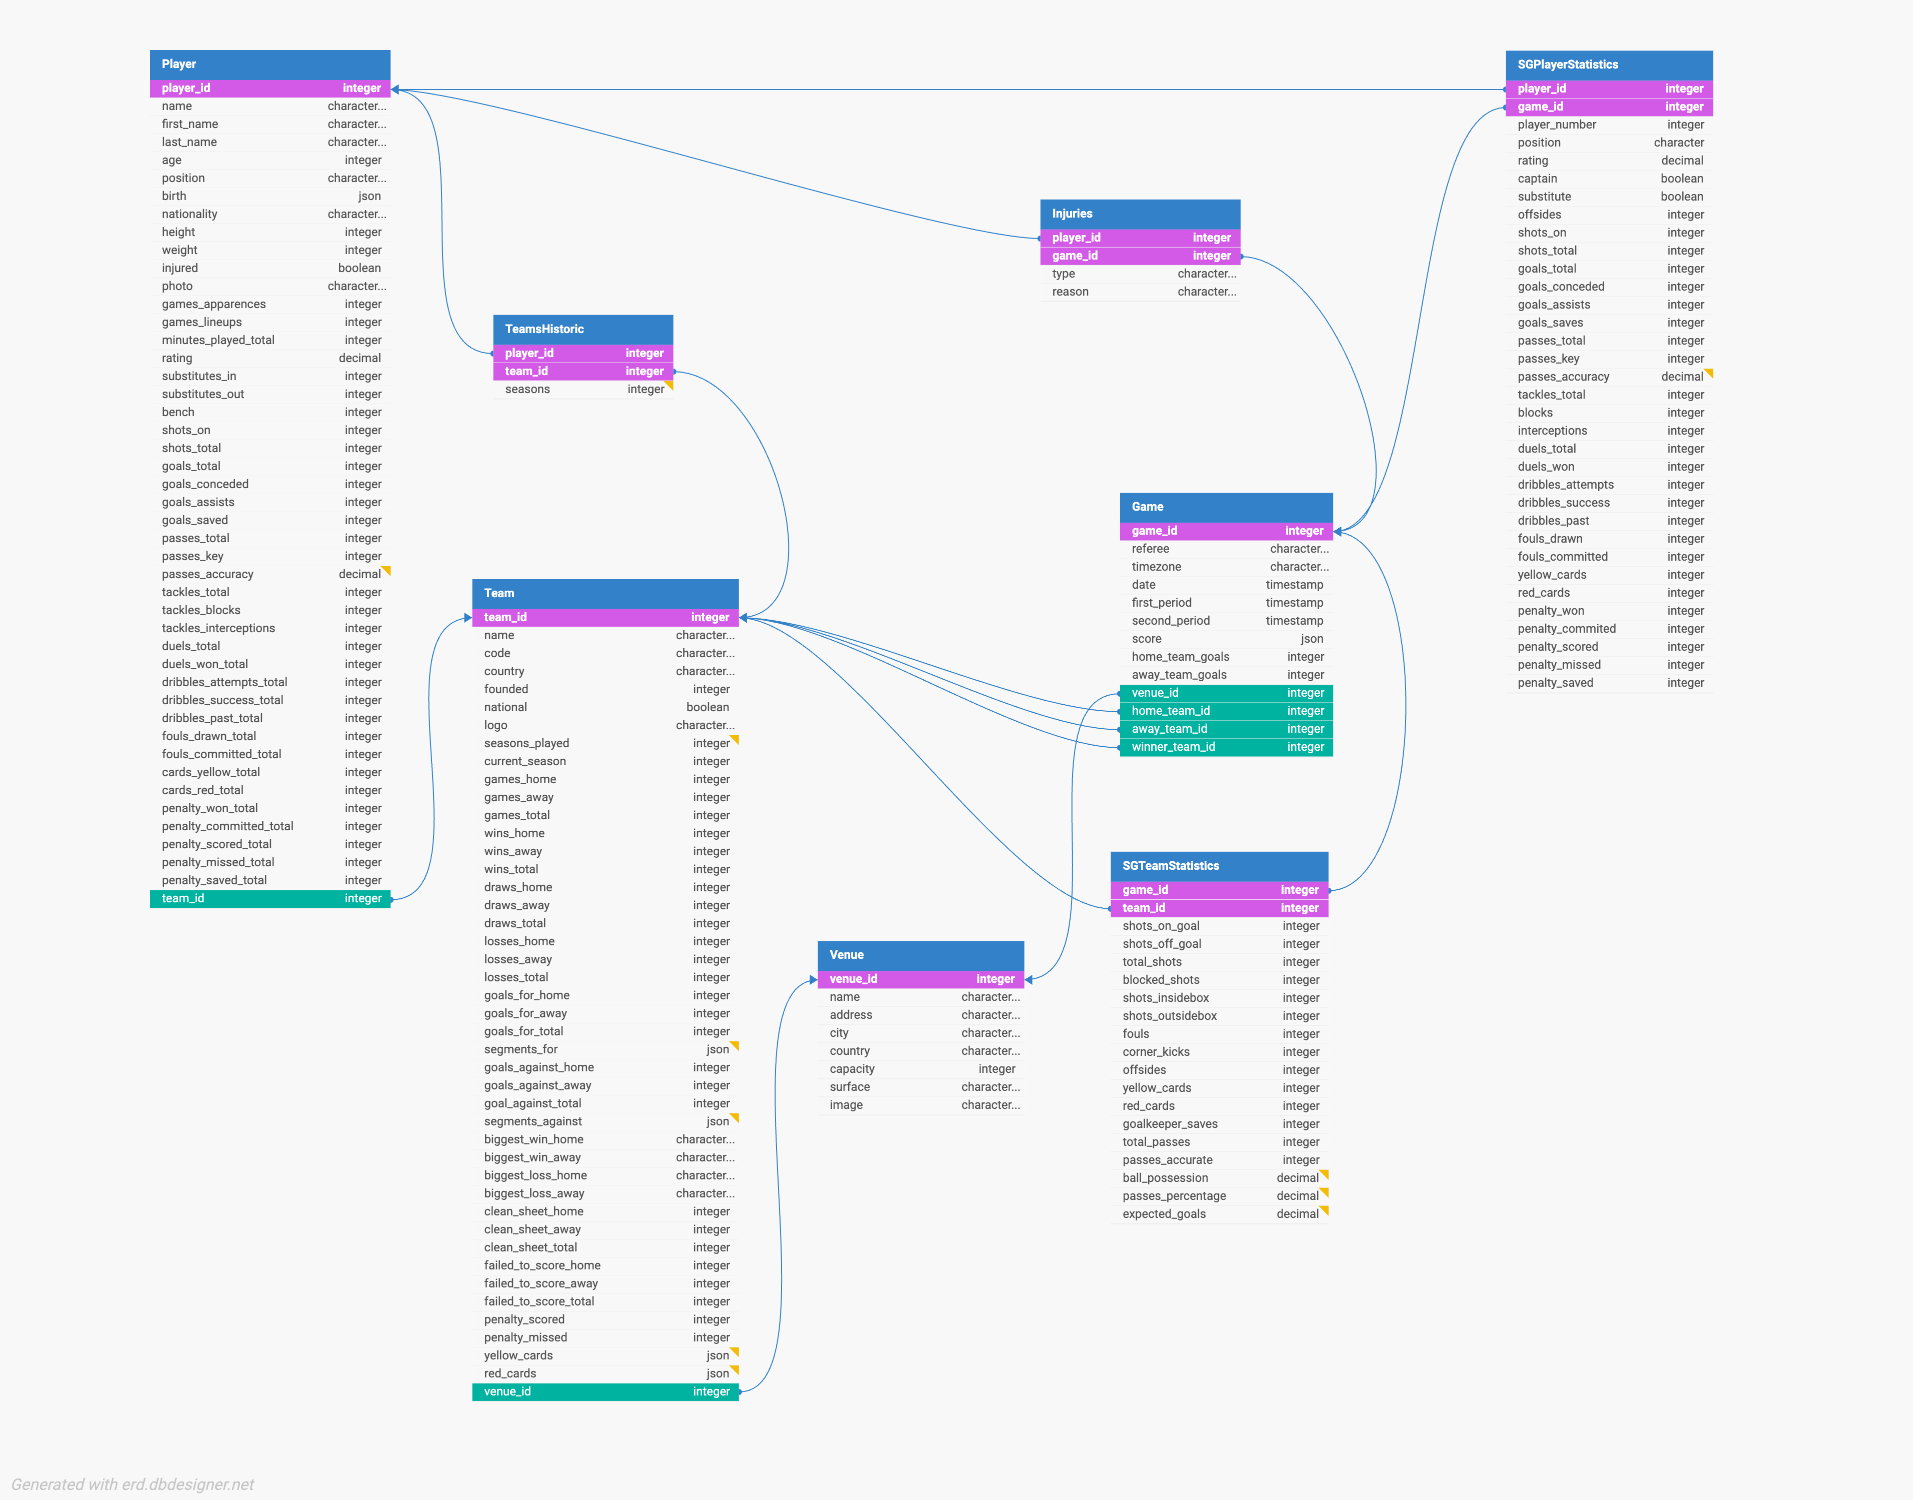 Player
player_id integer
name character...
first_name character...
last_name character...
age integer
position character...
birth json
nationality character...
height integer
weight integer
injured boolean
photo character...
games_apparences integer
games_lineups integer
minutes_played_total integer
rating decimal
substitutes_in integer
substitutes_out integer
bench integer
shots_on integer
shots_total integer
goals_total integer
goals_conceded integer
goals_assists integer
goals_saved integer
passes_total integer
passes_key integer
passes_accuracy decimal
tackles_total integer
tackles_blocks integer
tackles_interceptions integer
duels_total integer
duels_won_total integer
dribbles_attempts_total integer
dribbles_success_total integer
dribbles_past_total integer
fouls_drawn_total integer
fouls_committed_total integer
cards_yellow_total integer
cards_red_total integer
penalty_won_total integer
penalty_committed_total integer
penalty_scored_total integer
penalty_missed_total integer
penalty_saved_total integer
team_id integer
TeamsHistoric
player_id integer
team_id integer
seasons integer
Team
team_id integer
name character...
code character...
country character...
founded integer
national boolean
logo character...
seasons_played integer
current_season integer
games_home integer
games_away integer
games_total integer
wins_home integer
wins_away integer
wins_total integer
draws_home integer
draws_away integer
draws_total integer
losses_home integer
losses_away integer
losses_total integer
goals_for_home integer
goals_for_away integer
goals_for_total integer
segments_for json
goals_against_home integer
goals_against_away integer
goal_against_total integer
segments_against json
biggest_win_home character...
biggest_win_away character...
biggest_loss_home character...
biggest_loss_away character...
clean_sheet_home integer
clean_sheet_away integer
clean_sheet_total integer
failed_to_score_home integer
failed_to_score_away integer
failed_to_score_total integer
penalty_scored integer
penalty_missed integer
yellow_cards json
red_cards json
venue_id integer
Venue
venue_id integer
name character...
address character...
city character...
country character...
capacity integer
surface character...
image character...
Injuries
player_id integer
game_id integer
type character...
reason character...
Game
game_id integer
referee character...
timezone character...
date timestamp
first_period timestamp
second_period timestamp
score json
home_team_goals integer
away_team_goals integer
venue_id integer
home_team_id integer
away_team_id integer
winner_team_id integer
SGTeamStatistics
game_id integer
team_id integer
shots_on_goal integer
shots_off_goal integer
total_shots integer
blocked_shots integer
shots_insidebox integer
shots_outsidebox integer
fouls integer
corner_kicks integer
offsides integer
yellow_cards integer
red_cards integer
goalkeeper_saves integer
total_passes integer
passes_accurate integer
ball_possession decimal
passes_percentage decimal
expected_goals decimal
SGPlayerStatistics
player_id integer
game_id integer
player_number integer
position character
rating decimal
captain boolean
substitute boolean
offsides integer
shots_on integer
shots_total integer
goals_total integer
goals_conceded integer
goals_assists integer
goals_saves integer
passes_total integer
passes_key integer
passes_accuracy decimal
tackles_total integer
blocks integer
interceptions integer
duels_total integer
duels_won integer
dribbles_attempts integer
dribbles_success integer
dribbles_past integer
fouls_drawn integer
fouls_committed integer
yellow_cards integer
red_cards integer
penalty_won integer
penalty_commited integer
penalty_scored integer
penalty_missed integer
penalty_saved integer
Generated with erd.dbdesigner.net